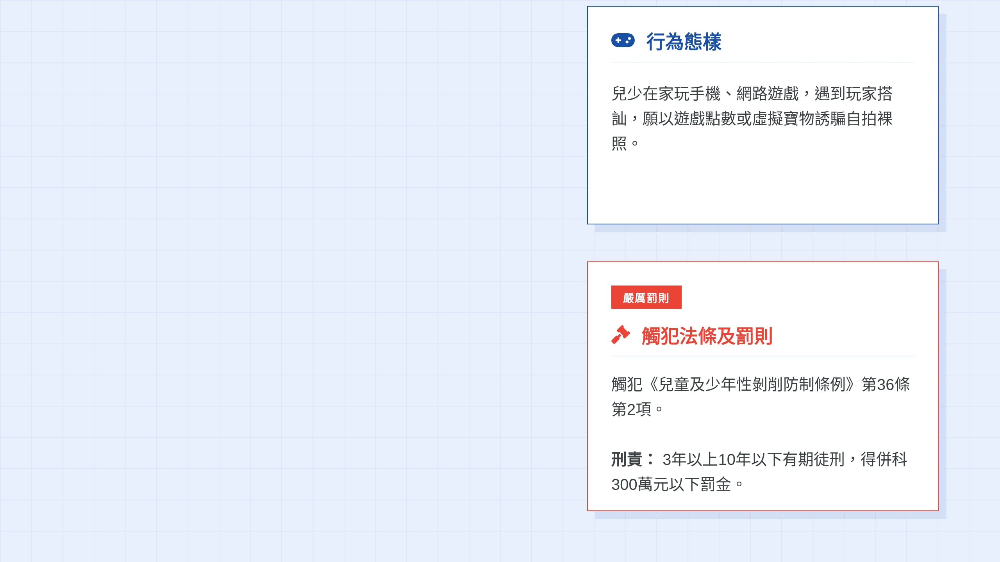 行為態樣
兒少在家玩手機、網路遊戲，遇到玩家搭
訕，願以遊戲點數或虛擬寶物誘騙自拍裸
照。
嚴厲罰則
觸犯法條及罰則
觸犯《兒童及少年性剝削防制條例》第36條
第2項。
刑責： 3年以上10年以下有期徒刑，得併科
300萬元以下罰金。